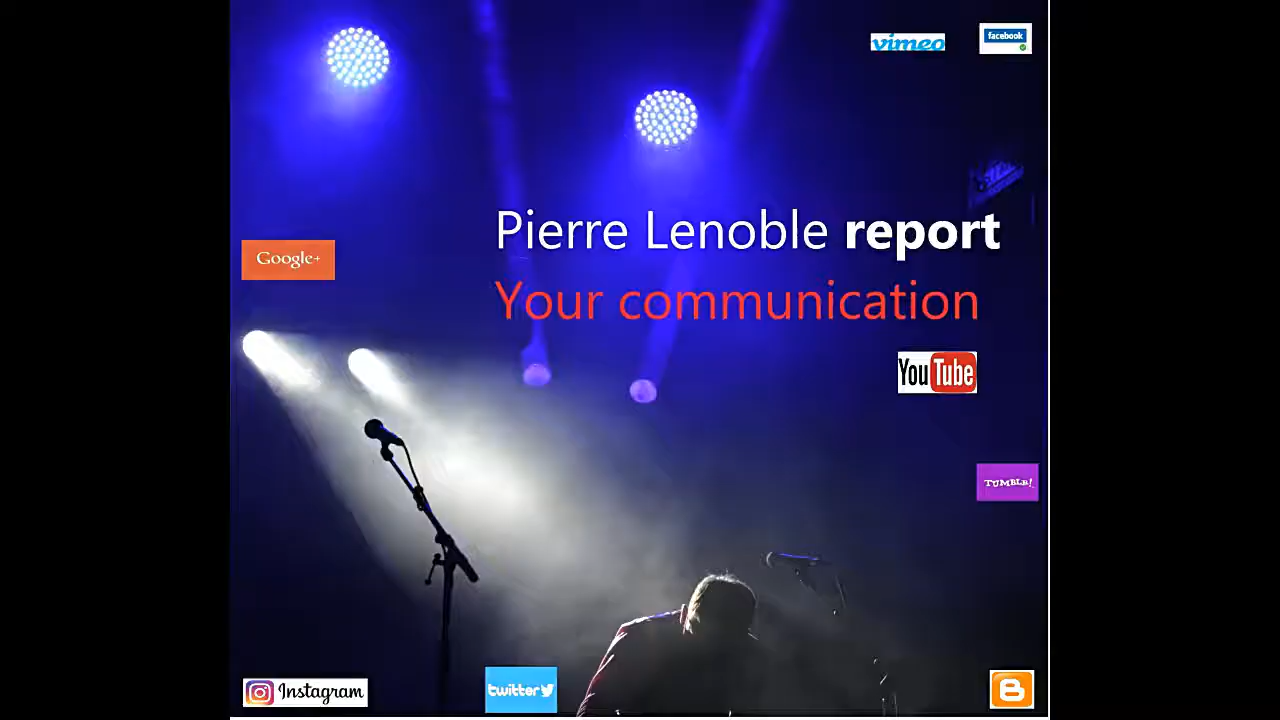 vimeo
facebook
Pierre Lenoble report
Google+
Your communication
YouTube
TUMBLR!
Instagram
twitter